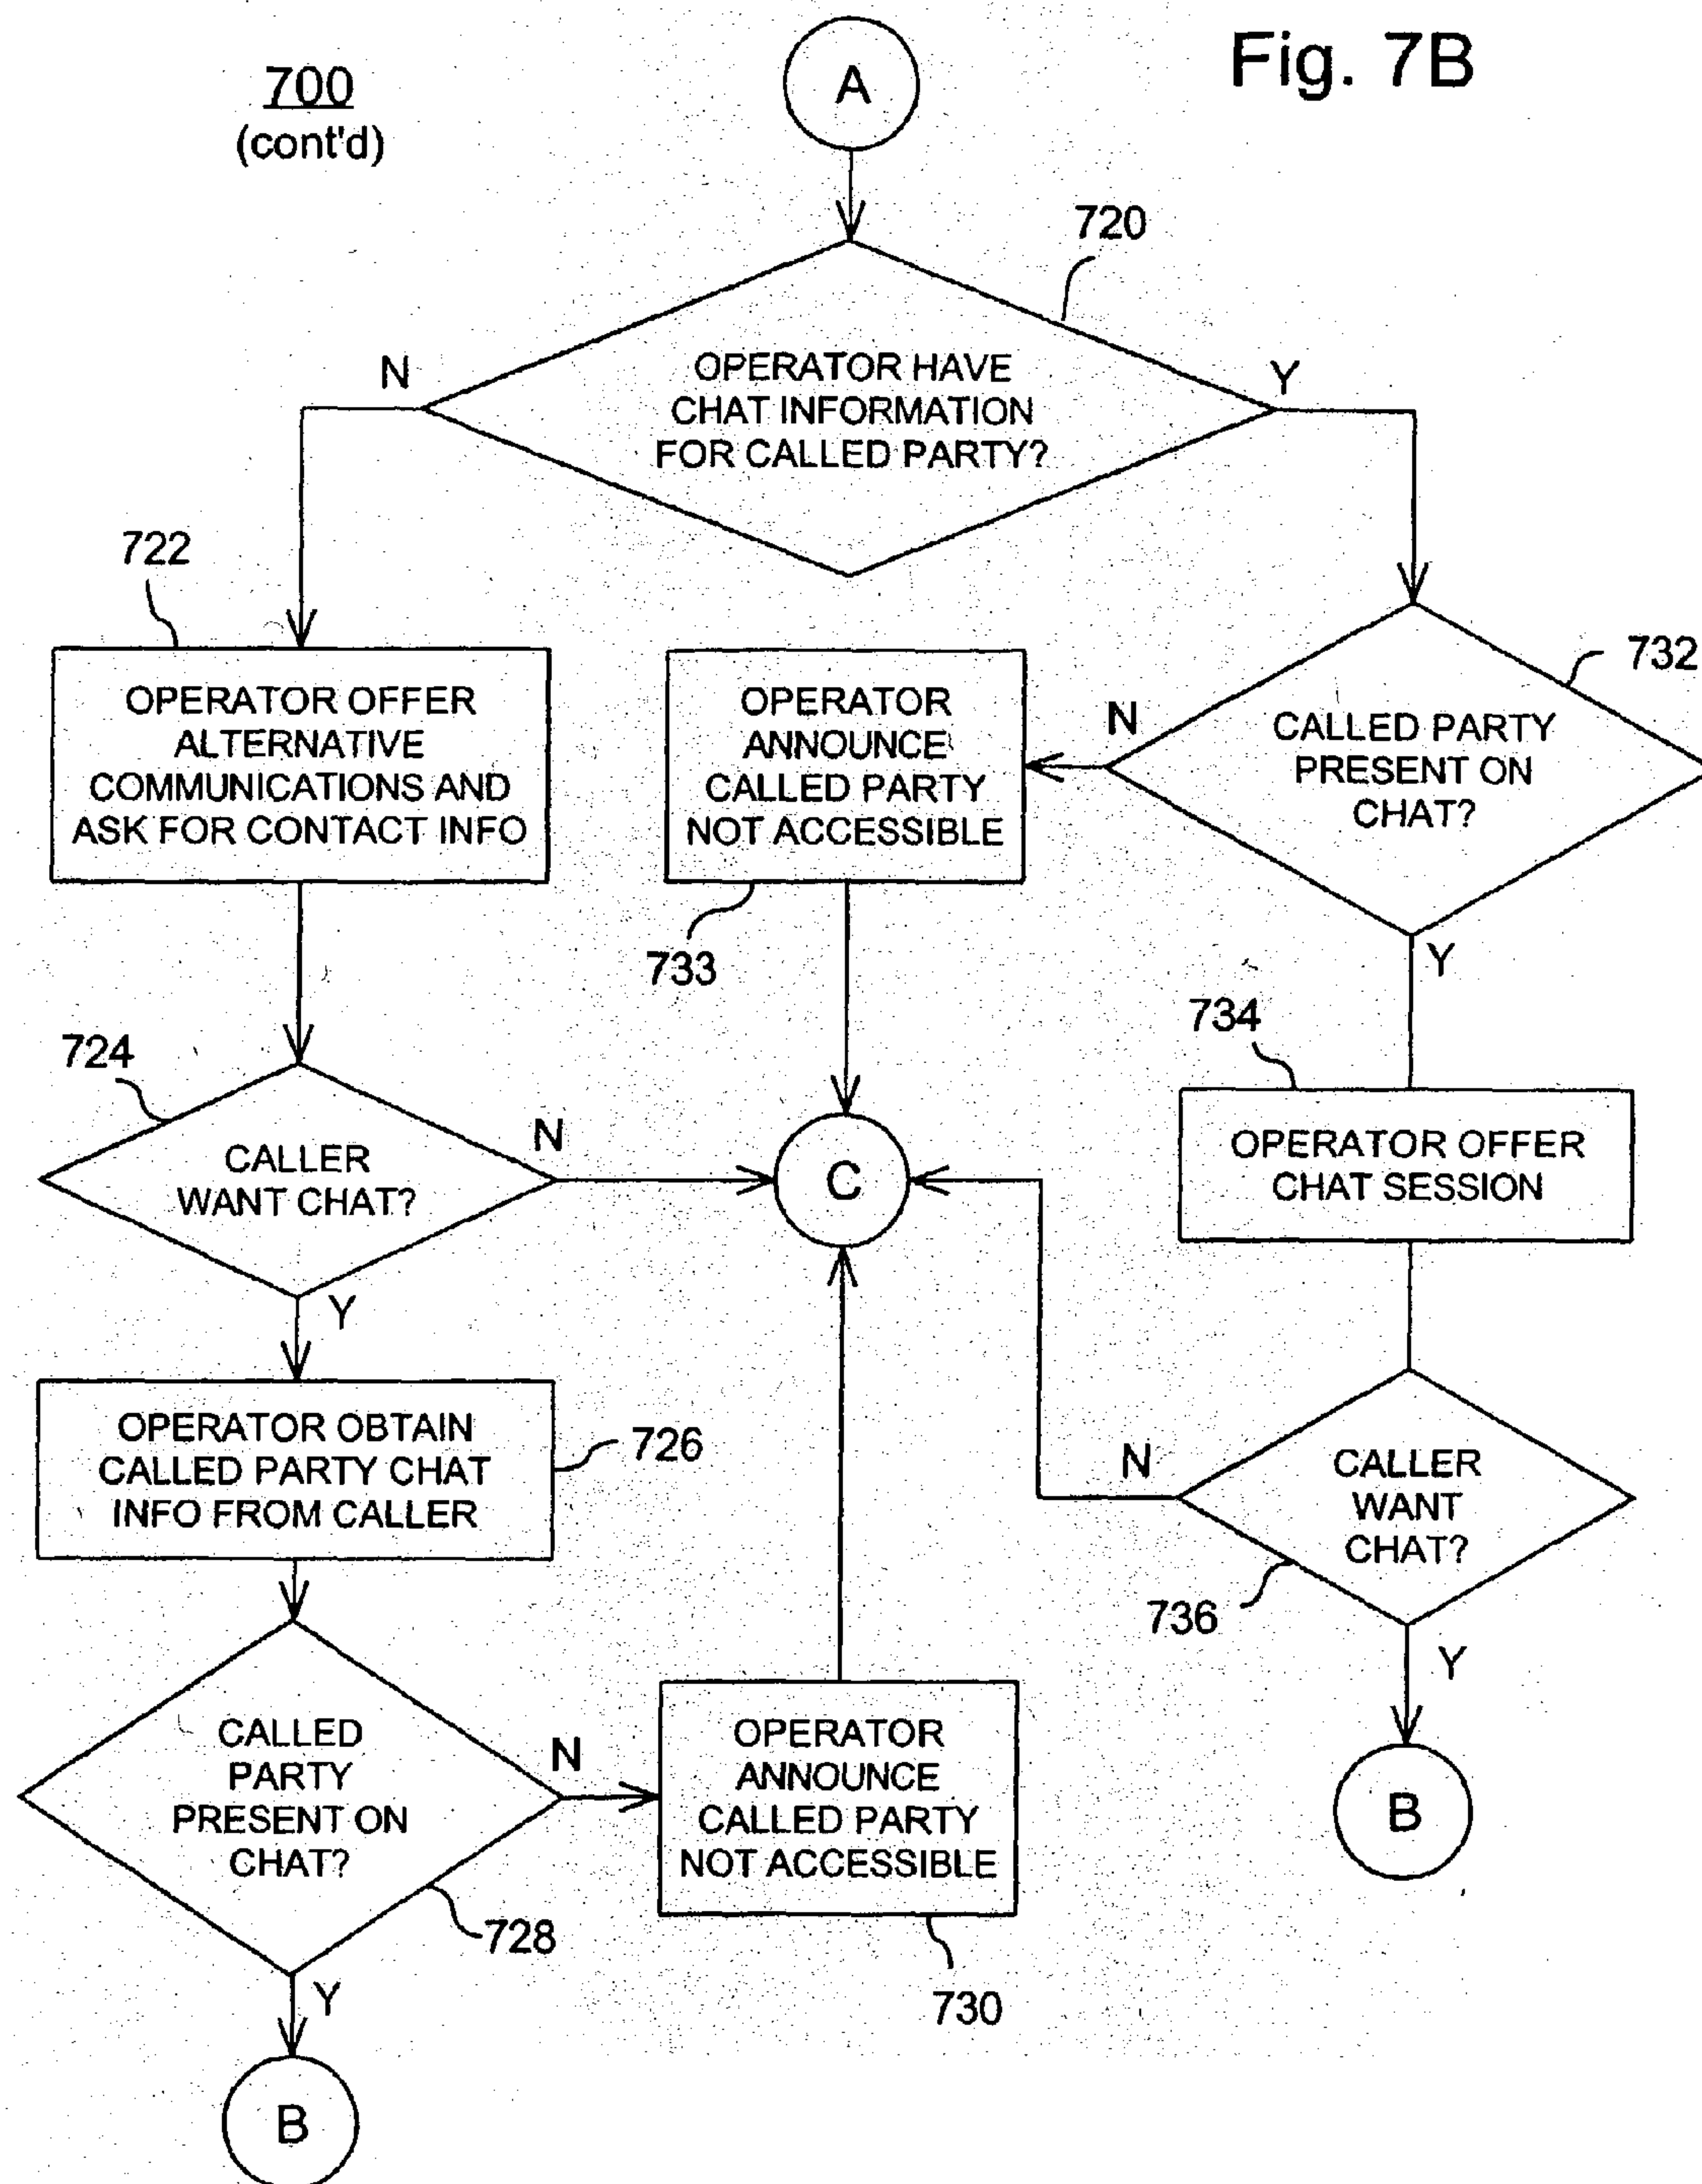 Fig. 7B
700
(cont'd)
A
720
OPERATOR HAVE
CHAT INFORMATION
FOR CALLED PARTY?
N
Y
722
OPERATOR OFFER
ALTERNATIVE
COMMUNICATIONS AND
ASK FOR CONTACT INFO
OPERATOR
ANNOUNCE
CALLED PARTY
NOT ACCESSIBLE
733
N
732
CALLED PARTY
PRESENT ON
CHAT?
Y
724
CALLER
WANT CHAT?
N
Y
C
734
OPERATOR OFFER
CHAT SESSION
OPERATOR OBTAIN
CALLED PARTY CHAT
INFO FROM CALLER
726
N
CALLER
WANT
CHAT?
736
Y
B
CALLED
PARTY
PRESENT ON
CHAT?
728
N
Y
OPERATOR
ANNOUNCE
CALLED PARTY
NOT ACCESSIBLE
730
B